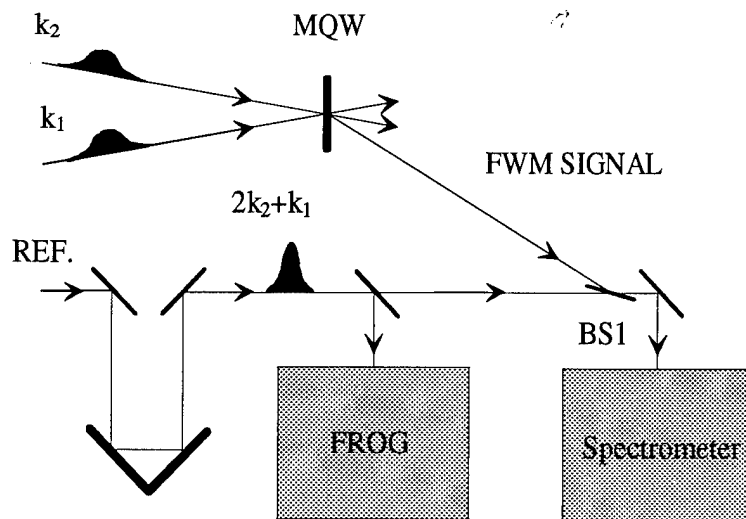 k2
MQW
k1
FWM SIGNAL
2k2+k1
REF.
BS1
FROG
Spectrometer